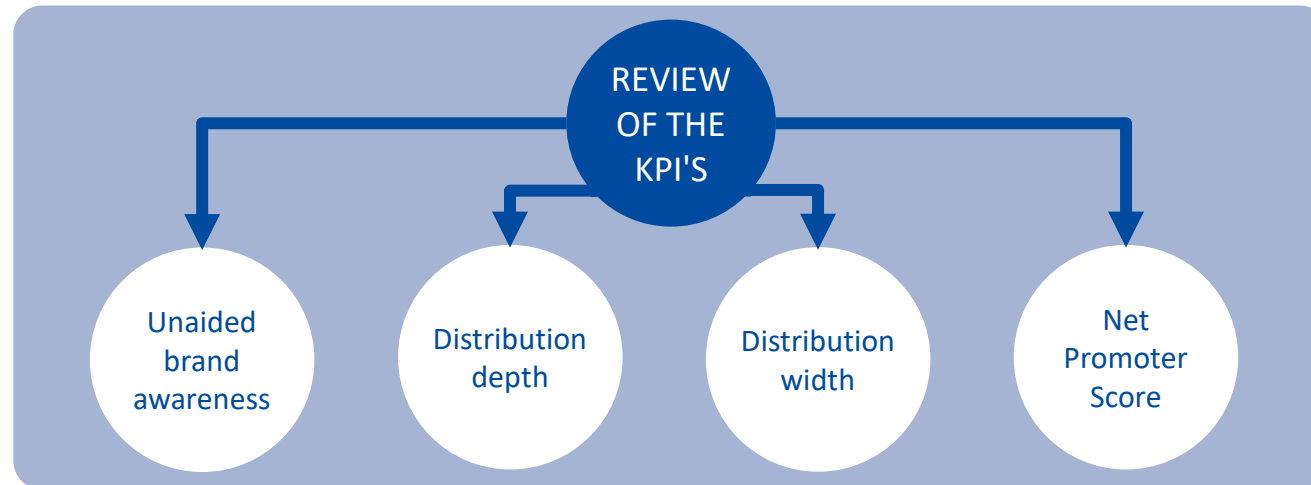 REVIEW
OF THE
KPI'S
Unaided
brand
awareness
Distribution
depth
Distribution
width
Net
Promoter
Score